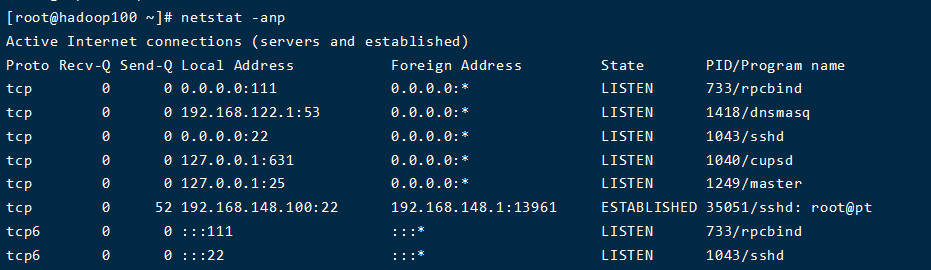 [root@hadoop100 ~]# netstat -anp
Active Internet connections (servers and established)
Proto Recv-Q Send-Q Local Address           Foreign Address         State       PID/Program name
tcp        0      0 0.0.0.0:111             0.0.0.0:*               LISTEN      733/rpcbind
tcp        0      0 192.168.122.1:53        0.0.0.0:*               LISTEN      1418/dnsmasq
tcp        0      0 0.0.0.0:22              0.0.0.0:*               LISTEN      1043/sshd
tcp        0      0 127.0.0.1:631           0.0.0.0:*               LISTEN      1040/cupsd
tcp        0      0 127.0.0.1:25            0.0.0.0:*               LISTEN      1249/master
tcp        0     52 192.168.148.100:22      192.168.148.1:13961     ESTABLISHED 35051/sshd: root@pt
tcp6       0      0 :::111                  :::*                    LISTEN      733/rpcbind
tcp6       0      0 :::22                   :::*                    LISTEN      1043/sshd